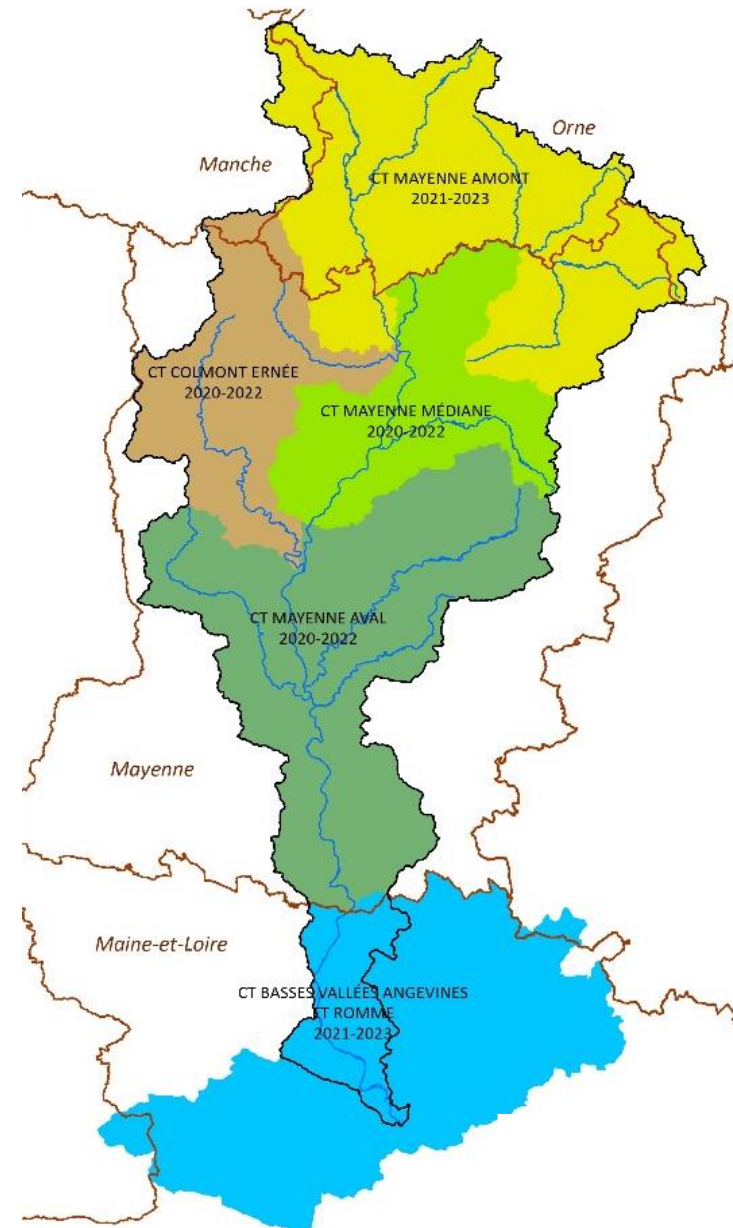 Orne
Manche
CT MAYENNE AMONT
2021-2023
CT COLMONT ERNÉE
2020-2022
CT MAYENNE MÉDIANE
2020-2022
CT MAYENNE AVAL
2020-2022
Mayenne
Maine-et-Loire
CT BASSES VALLÉES ANGEVINES
ET ROMME
2021-2023